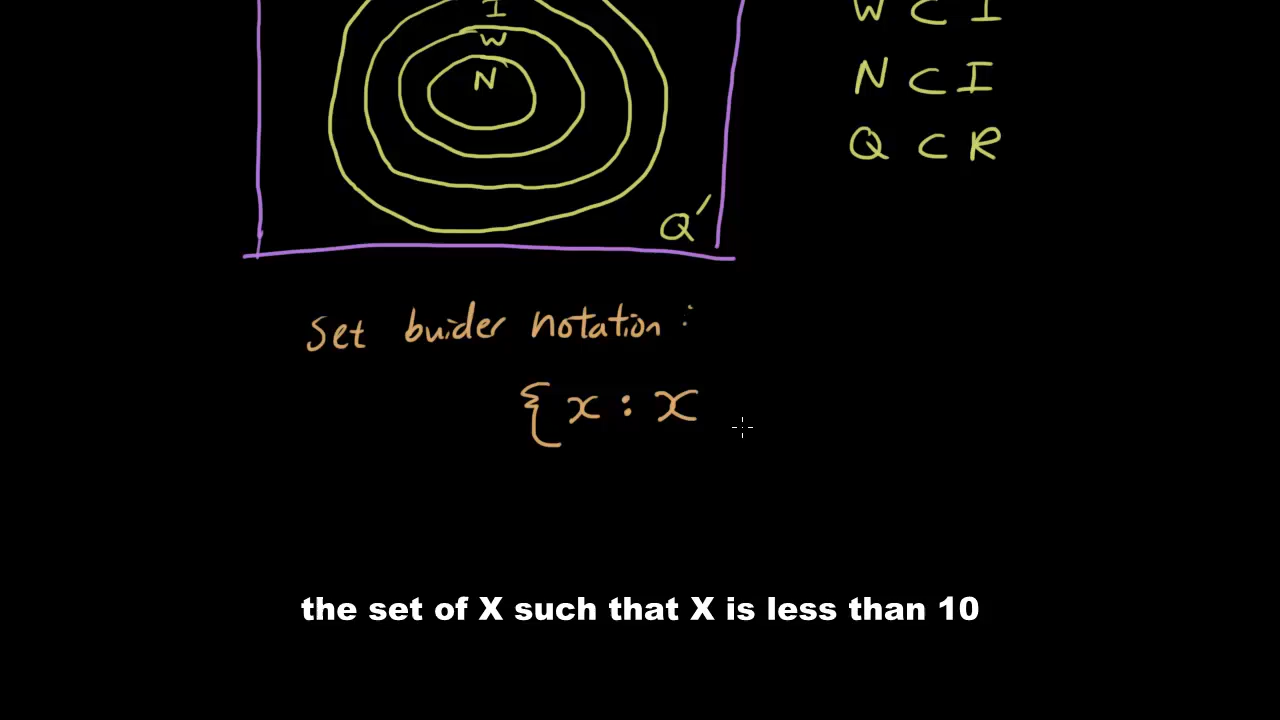 I
W ⊂ I
W
N
N ⊂ I
Q ⊂ R
Q'
Set buider notation :
{ x : x
the set of X such that X is less than 10